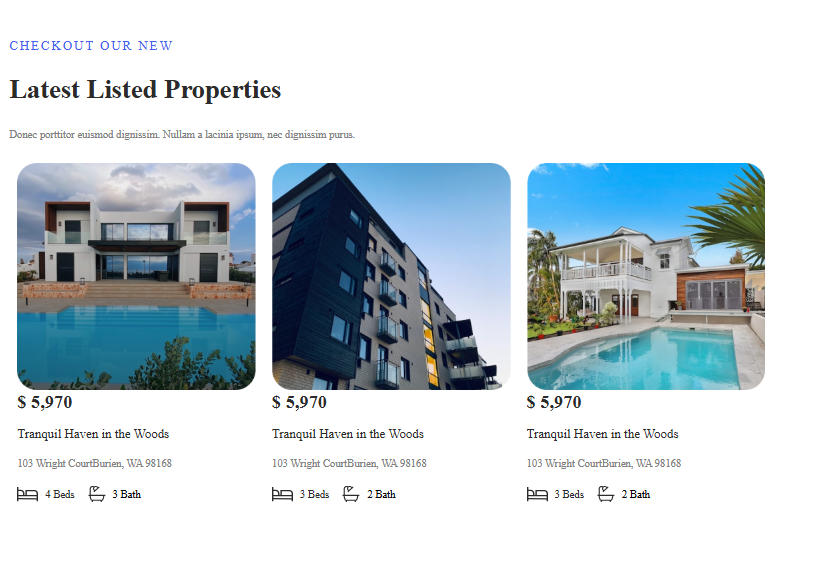 CHECKOUT OUR NEW
Latest Listed Properties
Donec porttitor euismod dignissim. Nullam a lacinia ipsum, nec dignissim purus.
$ 5,970
Tranquil Haven in the Woods
103 Wright CourtBurien, WA 98168
4 Beds 3 Bath
$ 5,970
Tranquil Haven in the Woods
103 Wright CourtBurien, WA 98168
3 Beds 2 Bath
$ 5,970
Tranquil Haven in the Woods
103 Wright CourtBurien, WA 98168
3 Beds 2 Bath